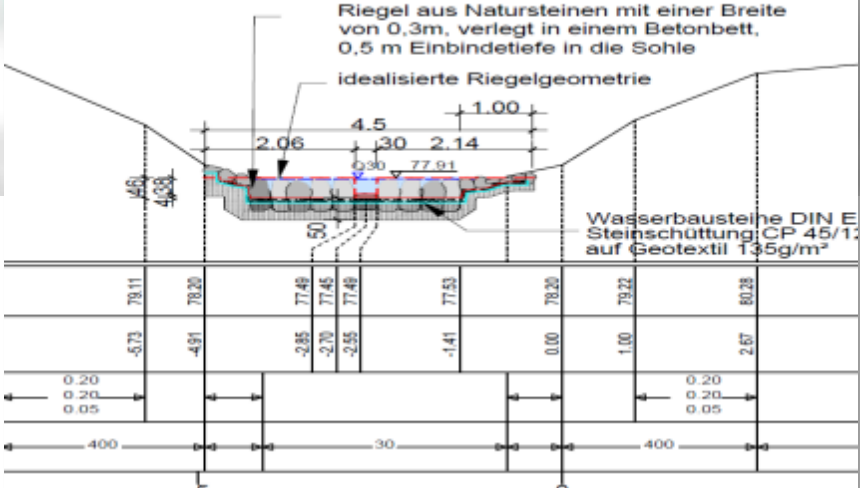 Riegel aus Natursteinen mit einer Breite
von 0,3m, verlegt in einem Betonbett,
0,5 m Einbindetiefe in die Sohle
idealisierte Riegelgeometrie
1.00
4.5
2.06 30 2.14
Q30 77.91
46
4,38
50
Wasserbausteine DIN E
Steinschüttung CP 45/12
auf Geotextil 135g/m²
79.11 78.20 77.49 77.45 77.49 77.53 78.20 79.22 80.28
-5.73 -4.91 -2.85 -2.70 -2.55 -1.41 0.00 1.00 2.67
0.20 0.20
0.20 0.20
0.05 0.05
400 30 400